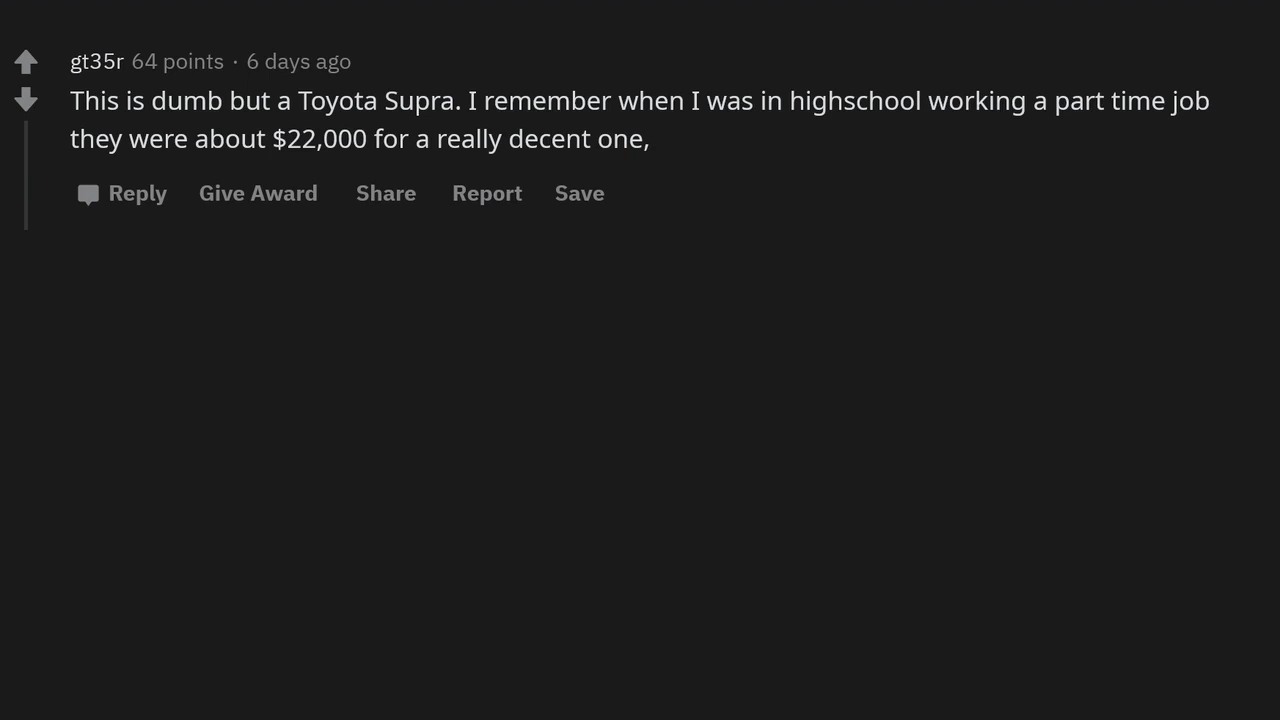 gt35r 64 points · 6 days ago
This is dumb but a Toyota Supra. I remember when I was in highschool working a part time job
they were about $22,000 for a really decent one,
Reply Give Award Share Report Save